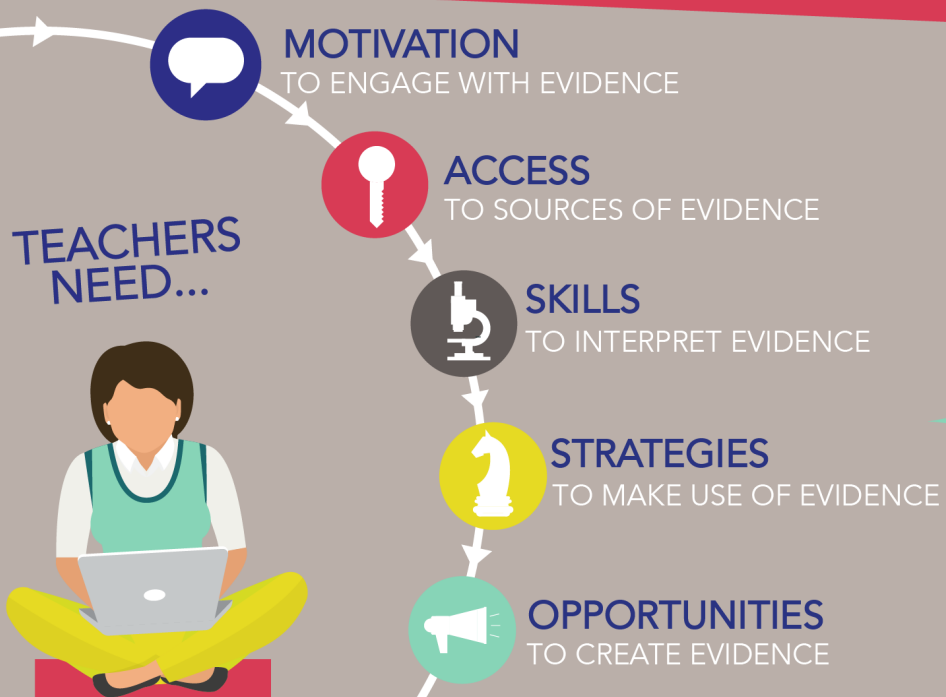 MOTIVATION
TO ENGAGE WITH EVIDENCE
ACCESS
TO SOURCES OF EVIDENCE
TEACHERS
NEED...
SKILLS
TO INTERPRET EVIDENCE
STRATEGIES
TO MAKE USE OF EVIDENCE
OPPORTUNITIES
TO CREATE EVIDENCE